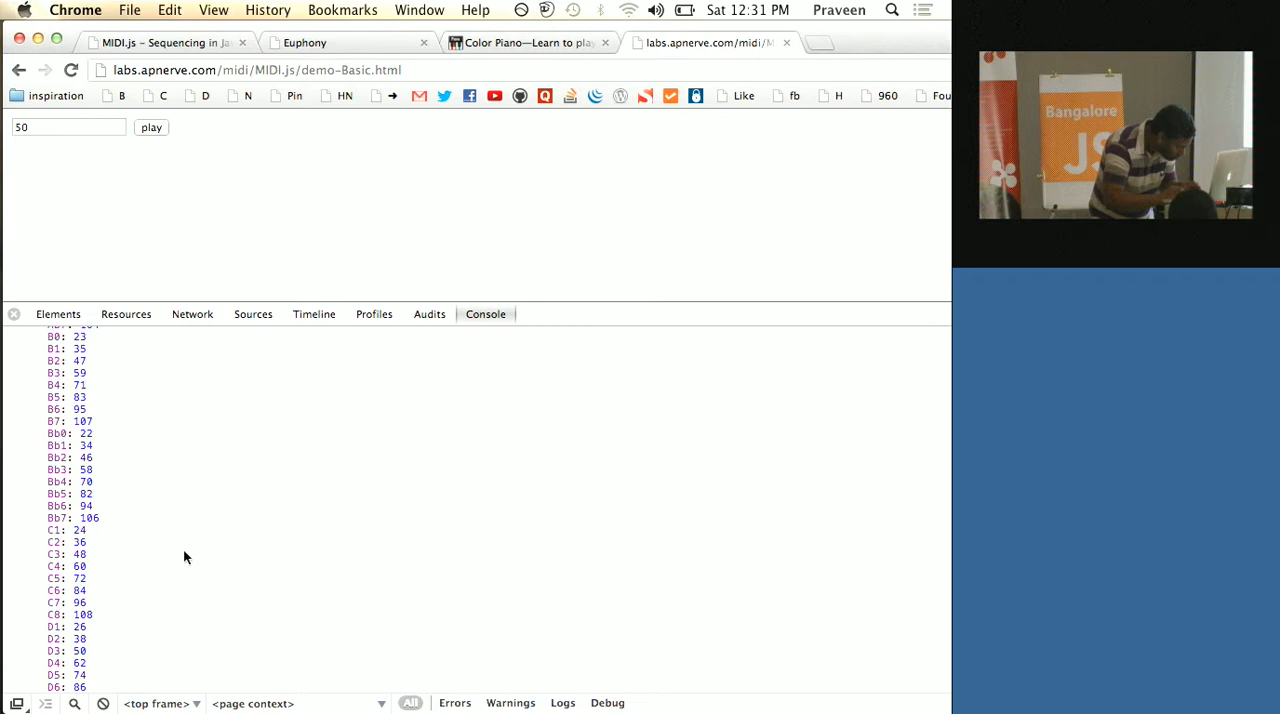 Chrome File Edit View History Bookmarks Window Help Sat 12:31 PM Praveen
MIDI.js – Sequencing in Ja
Euphony
Color Piano—Learn to play
labs.apnerve.com/midi/M
labs.apnerve.com/midi/MIDI.js/demo-Basic.html
inspiration B C D N Pin HN Like fb H 960 Fou
50 play
Elements Resources Network Sources Timeline Profiles Audits Console
B0: 23
B1: 35
B2: 47
B3: 59
B4: 71
B5: 83
B6: 95
B7: 107
Bb0: 22
Bb1: 34
Bb2: 46
Bb3: 58
Bb4: 70
Bb5: 82
Bb6: 94
Bb7: 106
C1: 24
C2: 36
C3: 48
C4: 60
C5: 72
C6: 84
C7: 96
C8: 108
D1: 26
D2: 38
D3: 50
D4: 62
D5: 74
D6: 86
<top frame> <page context> All Errors Warnings Logs Debug
Bangalore
JS